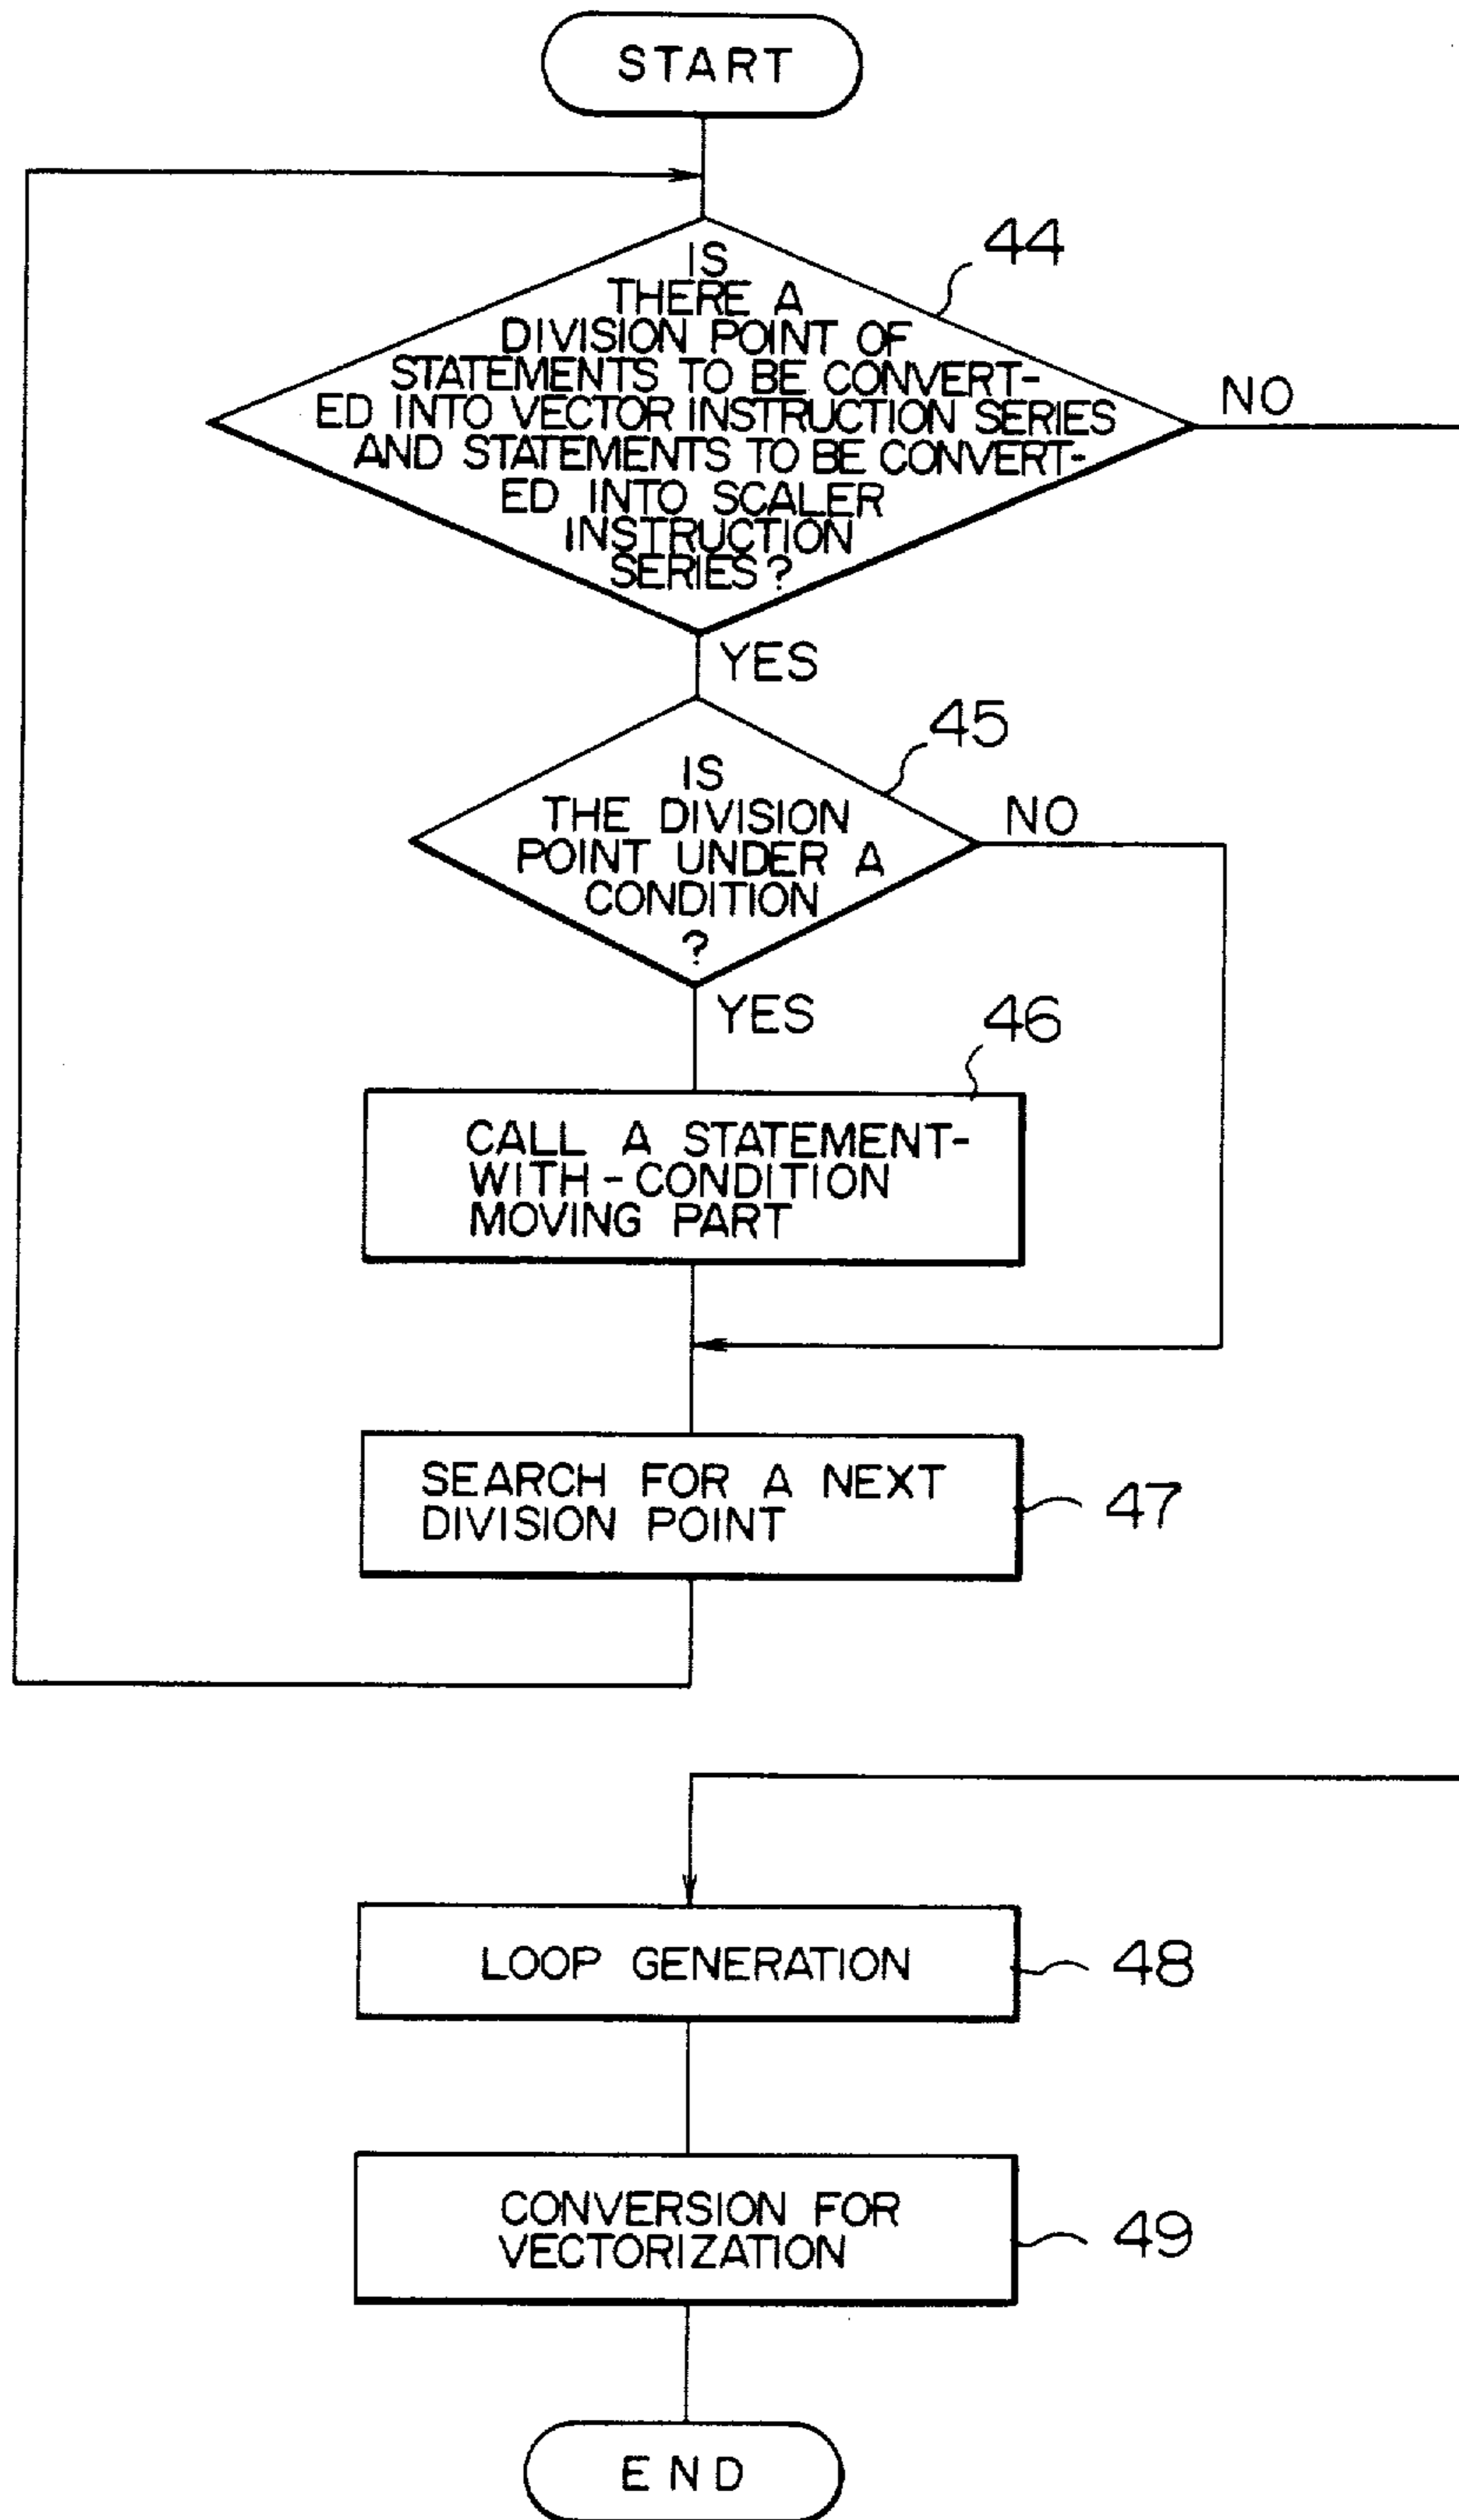 START
44
IS
THERE A
DIVISION POINT OF
STATEMENTS TO BE CONVERT-
ED INTO VECTOR INSTRUCTION SERIES
AND STATEMENTS TO BE CONVERT-
ED INTO SCALER
INSTRUCTION
SERIES?
NO
YES
45
IS
THE DIVISION
POINT UNDER A
CONDITION
?
NO
YES
46
CALL A STATEMENT-
WITH-CONDITION
MOVING PART
SEARCH FOR A NEXT
DIVISION POINT
47
LOOP GENERATION
48
CONVERSION FOR
VECTORIZATION
49
END